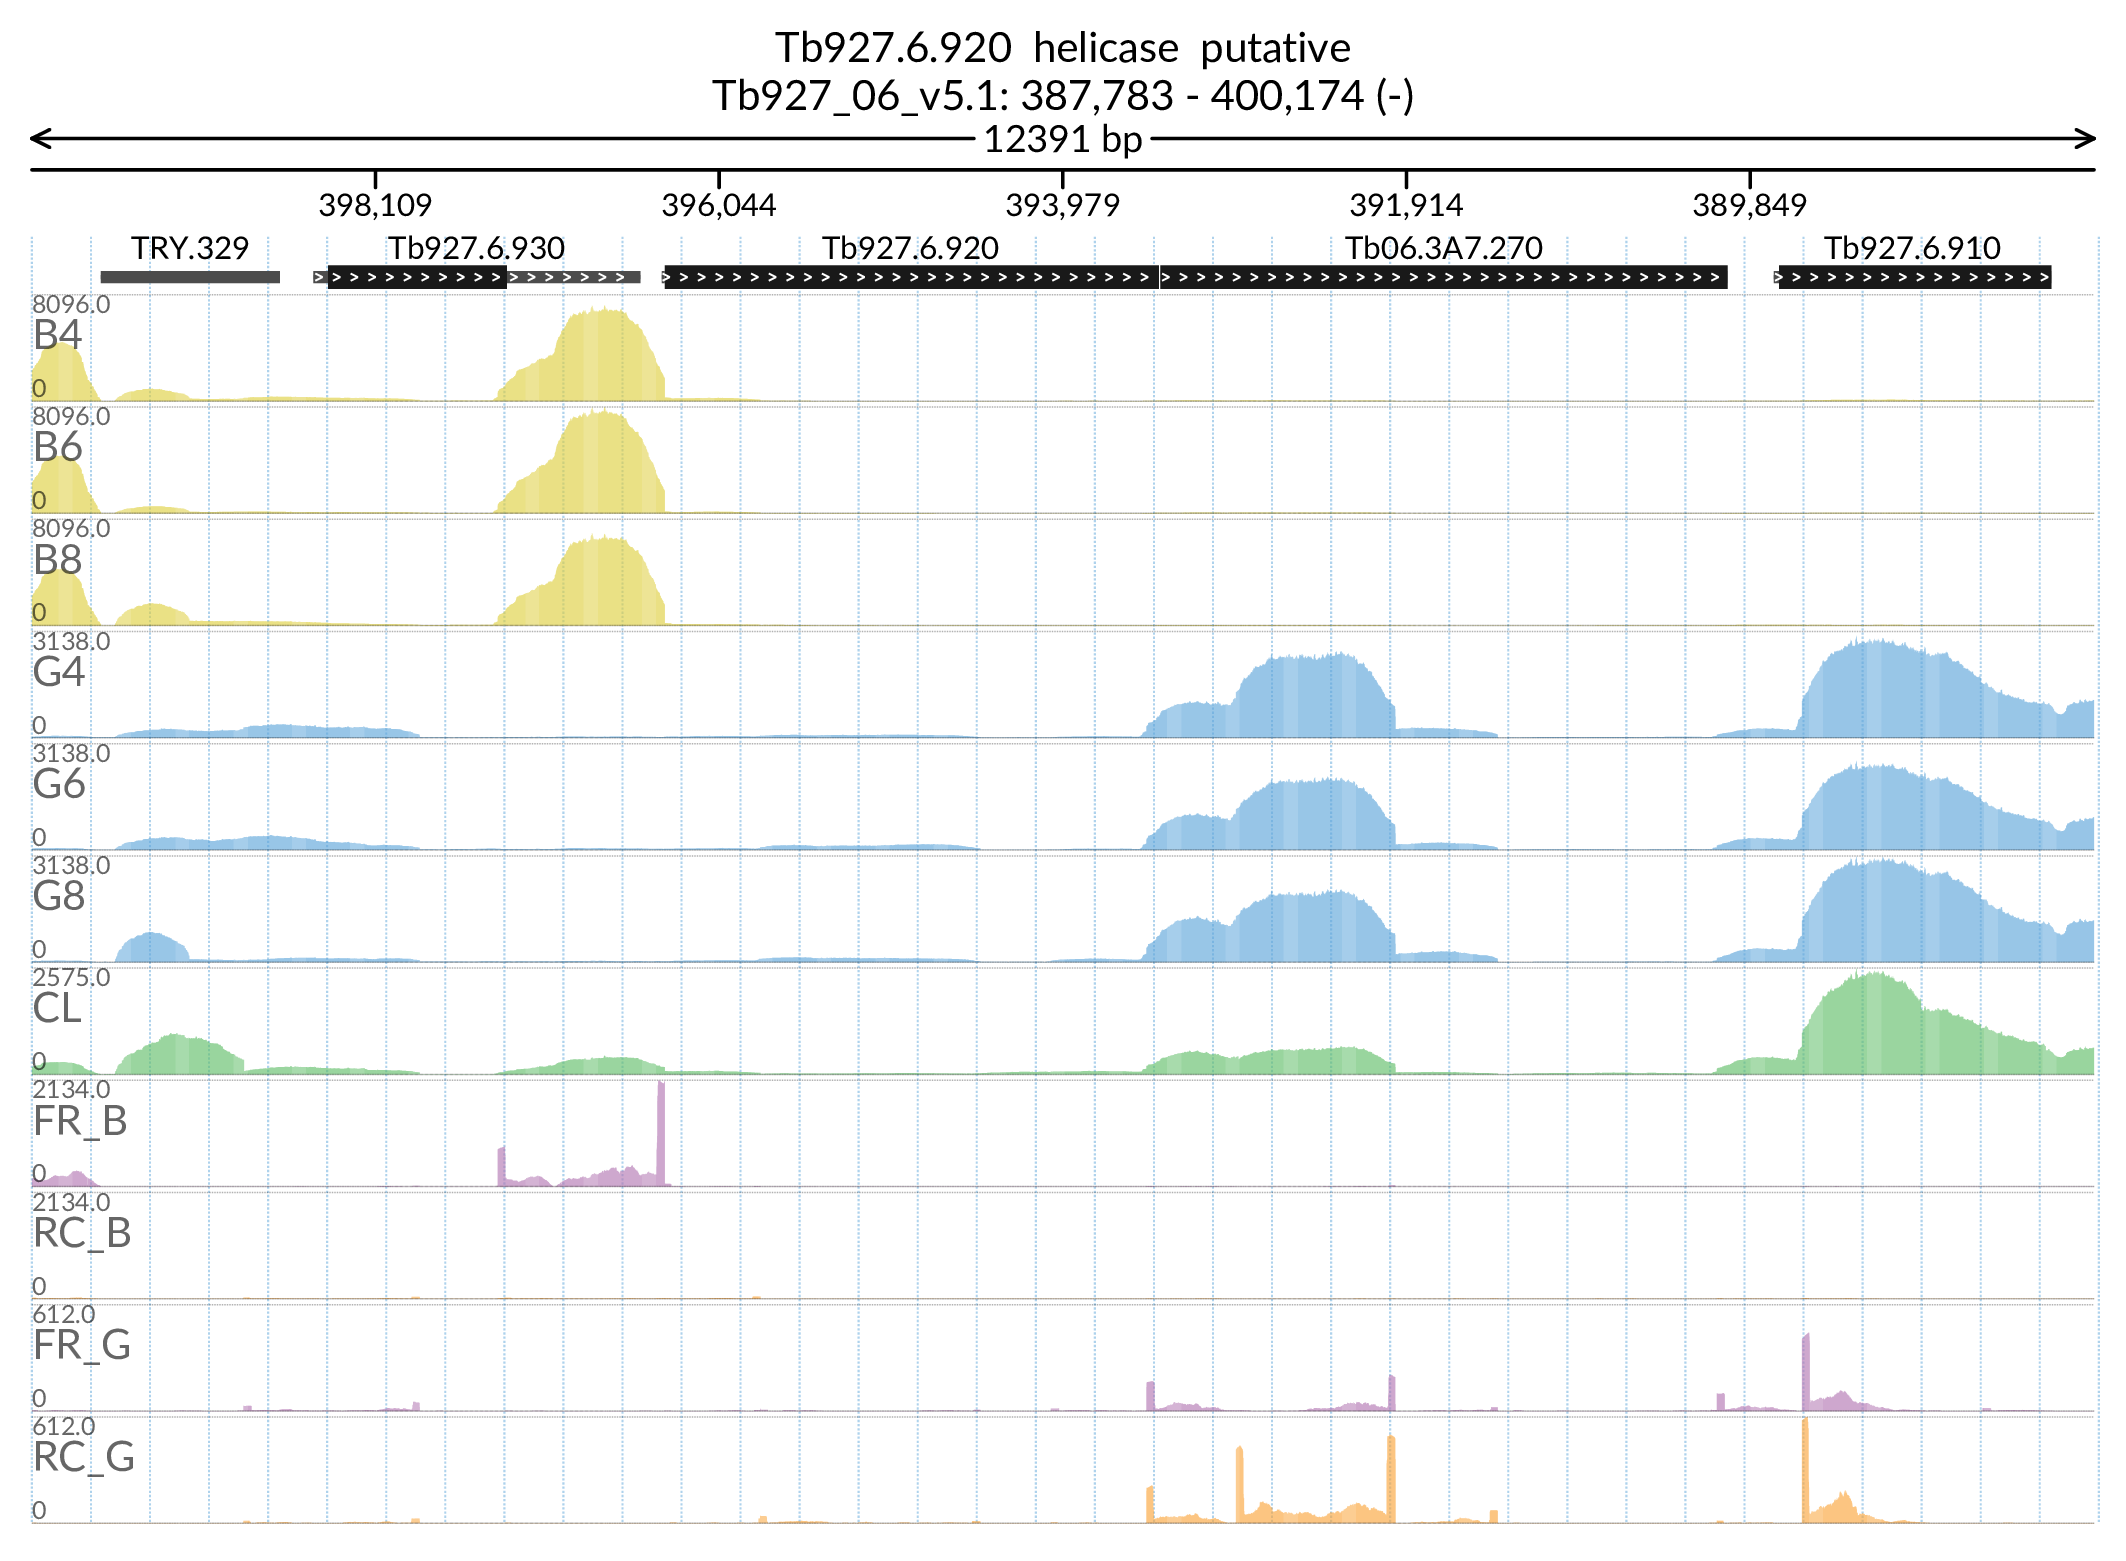 Tb927.6.920 helicase putative
Tb927_06_v5.1: 387,783 - 400,174 (-)
12391 bp
398,109 396,044 393,979 391,914 389,849
TRY.329 Tb927.6.930 Tb927.6.920 Tb06.3A7.270 Tb927.6.910
8096.0
B4
0
8096.0
B6
0
8096.0
B8
0
3138.0
G4
0
3138.0
G6
0
3138.0
G8
0
2575.0
CL
0
2134.0
FR_B
0
2134.0
RC_B
0
612.0
FR_G
0
612.0
RC_G
0